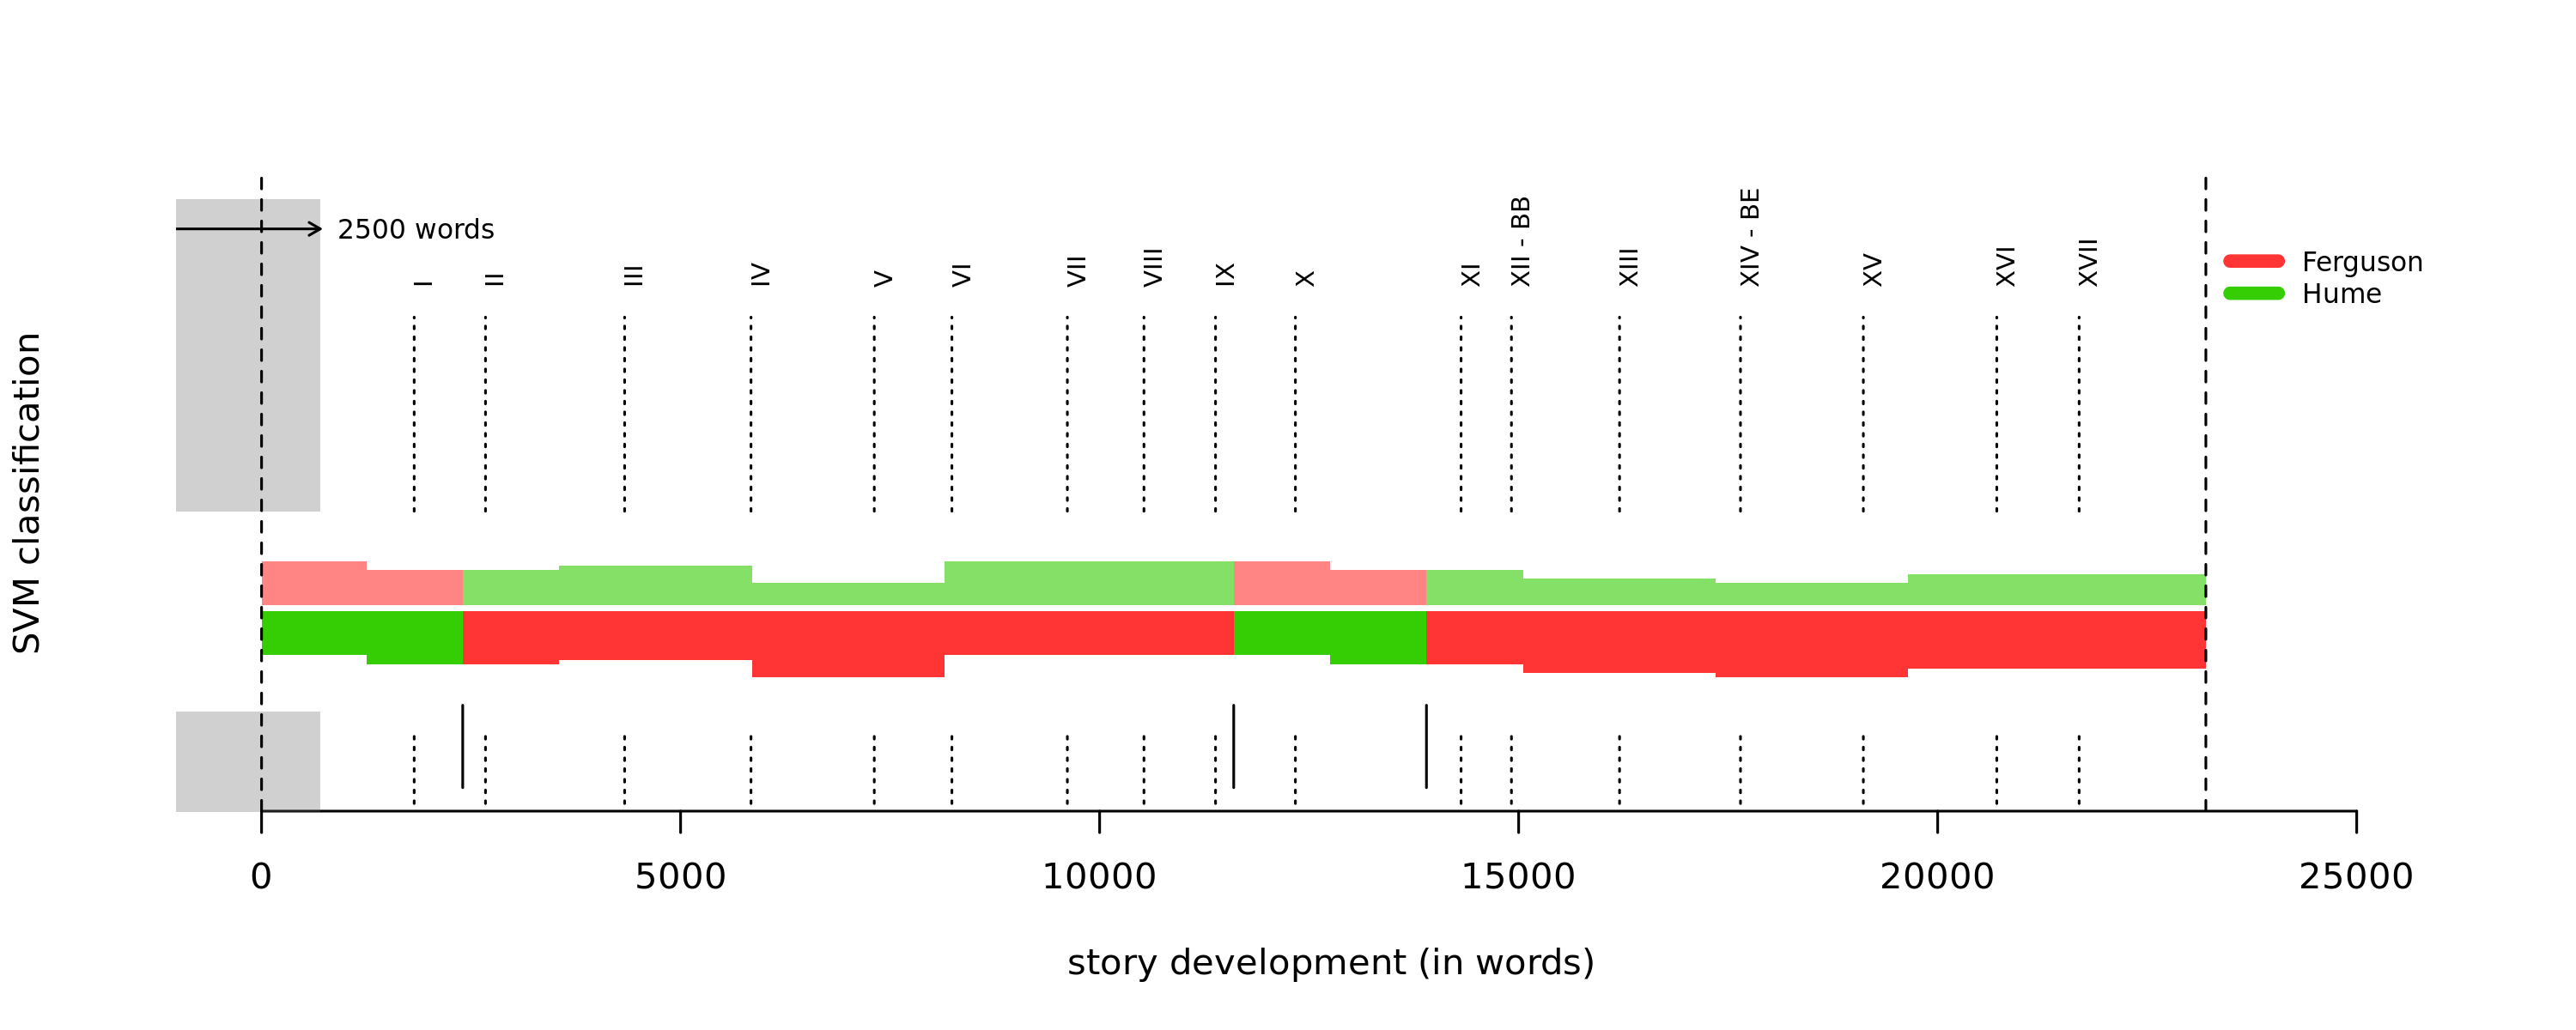 2500 words
I
II
III
IV
V
VI
VII
VIII
IX
X
XI
XII - BB
XIII
XIV - BE
XV
XVI
XVII
Ferguson
Hume
SVM classification
0 5000 10000 15000 20000 25000
story development (in words)